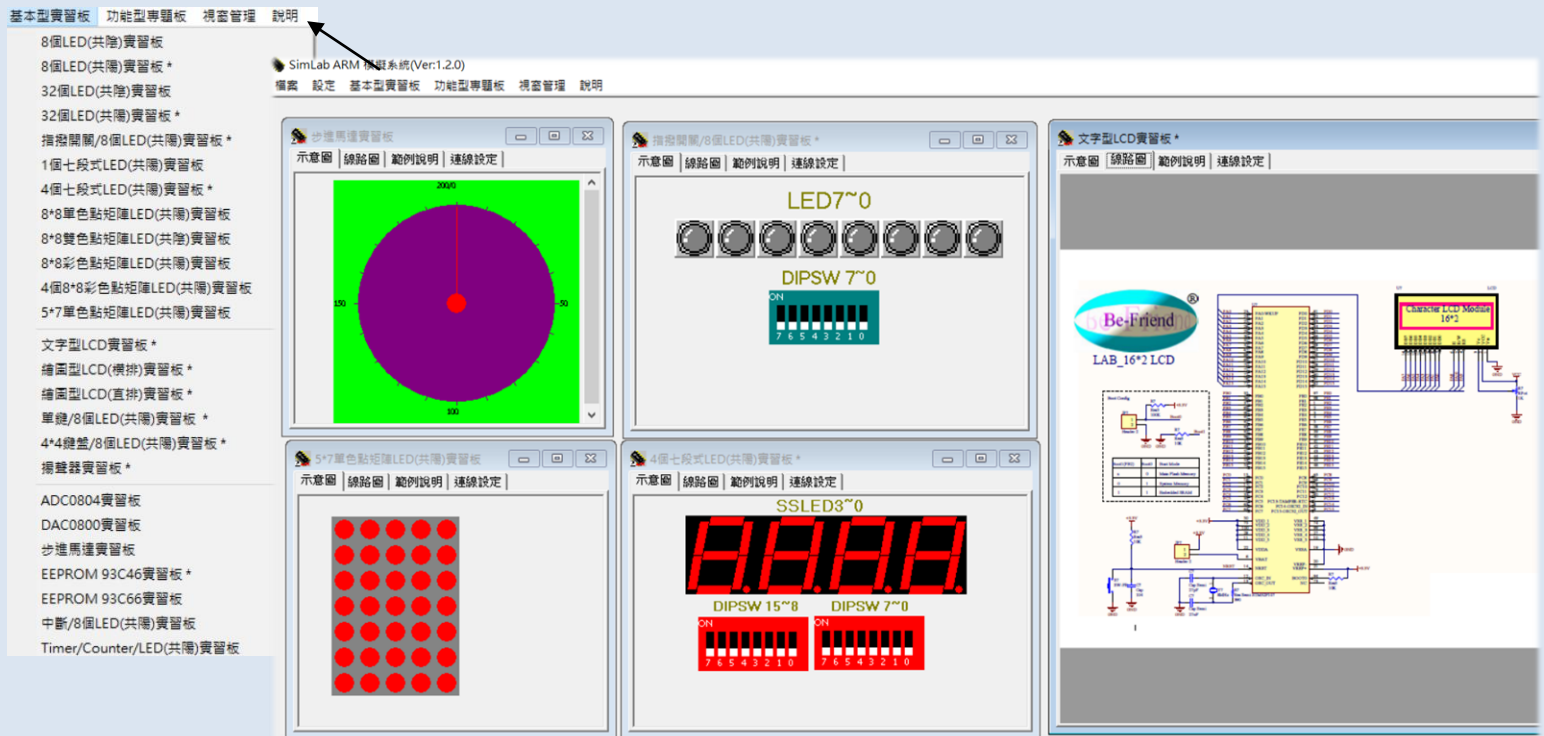 基本型實習板 功能型專題板 視窗管理 說明
8個LED(共陰)實習板
8個LED(共陽)實習板 *
32個LED(共陰)實習板
32個LED(共陽)實習板 *
指撥開關/8個LED(共陽)實習板 *
1個七段式LED(共陽)實習板
4個七段式LED(共陽)實習板 *
8*8單色點矩陣LED(共陽)實習板
8*8雙色點矩陣LED(共陰)實習板
8*8彩色點矩陣LED(共陽)實習板
4個8*8彩色點矩陣LED(共陽)實習板
5*7單色點矩陣LED(共陽)實習板
文字型LCD實習板 *
繪圖型LCD(橫排)實習板 *
繪圖型LCD(直排)實習板 *
單鍵/8個LED(共陽)實習板 *
4*4鍵盤/8個LED(共陽)實習板 *
揚聲器實習板 *
ADC0804實習板
DAC0800實習板
步進馬達實習板
EEPROM 93C46實習板 *
EEPROM 93C66實習板
中斷/8個LED(共陽)實習板
Timer/Counter/LED(共陽)實習板
SimLab ARM 模擬系統(Ver:1.2.0)
檔案 設定 基本型實習板 功能型專題板 視窗管理 說明
步進馬達實習板
示意圖 線路圖 範例說明 連線設定
200/0
150
50
100
指撥開關/8個LED(共陽)實習板 *
示意圖 線路圖 範例說明 連線設定
LED7~0
DIPSW 7~0
ON
7 6 5 4 3 2 1 0
文字型LCD實習板 *
示意圖 線路圖 範例說明 連線設定
Be-Friend ®
LAB_16*2 LCD
Character LCD Module
16*2
5*7單色點矩陣LED(共陽)實習板
示意圖 線路圖 範例說明 連線設定
4個七段式LED(共陽)實習板 *
示意圖 線路圖 範例說明 連線設定
SSLED3~0
8.8.8.8.
DIPSW 15~8 DIPSW 7~0
ON ON
7 6 5 4 3 2 1 0 7 6 5 4 3 2 1 0